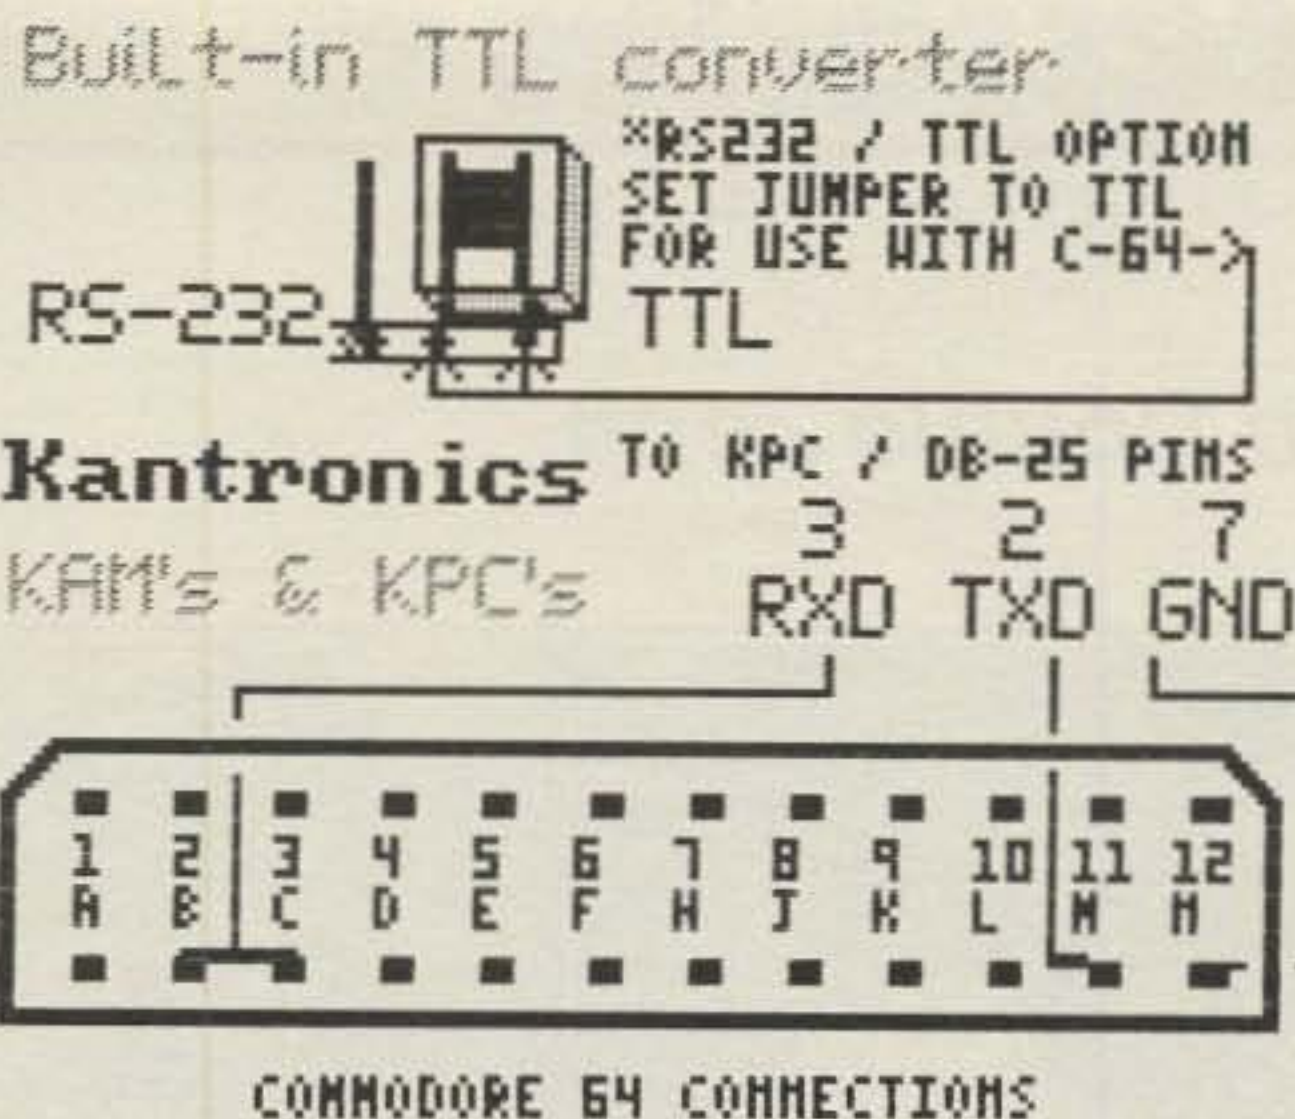 Built-in TTL converter
*RS232 / TTL OPTION
SET JUMPER TO TTL
FOR USE WITH C-64->
RS-232
TTL
Kantronics
TO KPC / DB-25 PINS
3 2 7
KAM's & KPC's
RXD TXD GND
1 2 3 4 5 6 7 8 9 10 11 12
A B C D E F H J K L M N
COMMODORE 64 CONNECTIONS